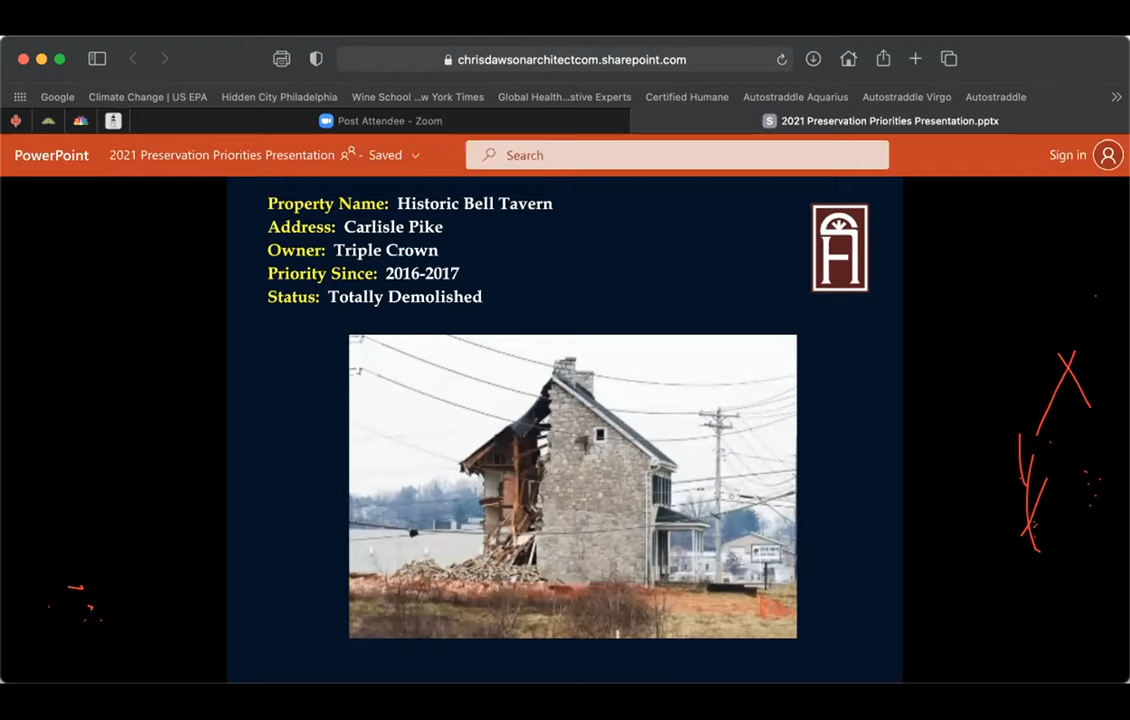 chrisdawsonarchitectcom.sharepoint.com
Google Climate Change | US EPA Hidden City Philadelphia Wine School ...w York Times Global Health...stive Experts Certified Humane Autostraddle Aquarius Autostraddle Virgo Autostraddle
Post Attendee - Zoom
S 2021 Preservation Priorities Presentation.pptx
PowerPoint 2021 Preservation Priorities Presentation - Saved Search Sign in
Property Name: Historic Bell Tavern
Address: Carlisle Pike
Owner: Triple Crown
Priority Since: 2016-2017
Status: Totally Demolished